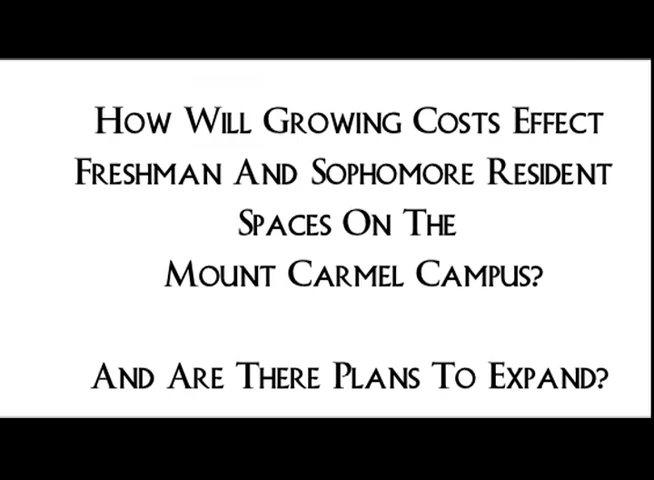 How Will Growing Costs Effect
Freshman And Sophomore Resident
Spaces On The
Mount Carmel Campus?
And Are There Plans To Expand?